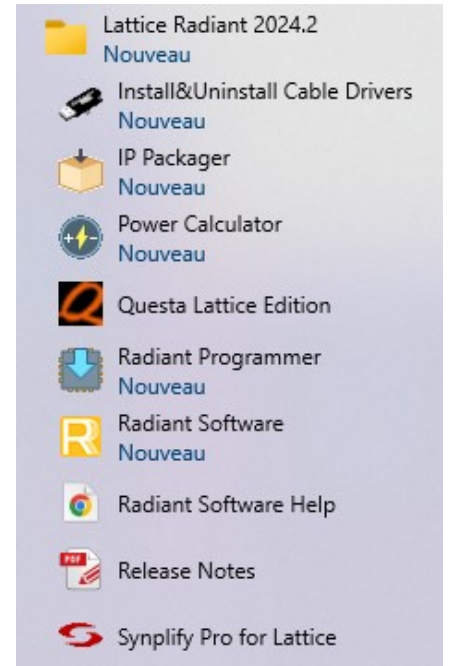 Lattice Radiant 2024.2
Nouveau
Install&Uninstall Cable Drivers
Nouveau
IP Packager
Nouveau
Power Calculator
Nouveau
Questa Lattice Edition
Radiant Programmer
Nouveau
Radiant Software
Nouveau
Radiant Software Help
PDF
Release Notes
Synplify Pro for Lattice